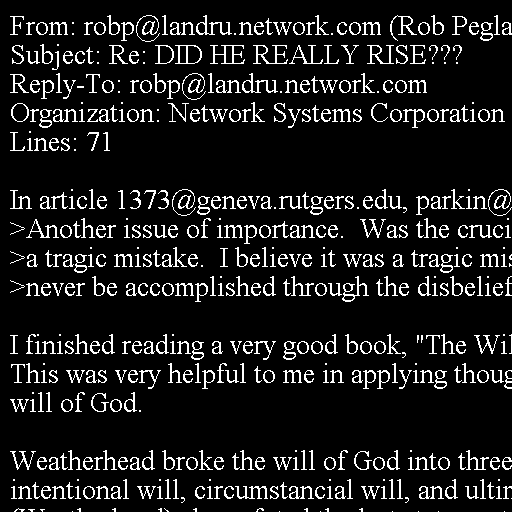 From: robp@landru.network.com (Rob Pegla
Subject: Re: DID HE REALLY RISE???
Reply-To: robp@landru.network.com
Organization: Network Systems Corporation
Lines: 71

In article 1373@geneva.rutgers.edu, parkin@
>Another issue of importance.  Was the cruci
>a tragic mistake.  I believe it was a tragic mis
>never be accomplished through the disbelief

I finished reading a very good book, "The Wil
This was very helpful to me in applying thoug
will of God.

Weatherhead broke the will of God into three
intentional will, circumstancial will, and ultin